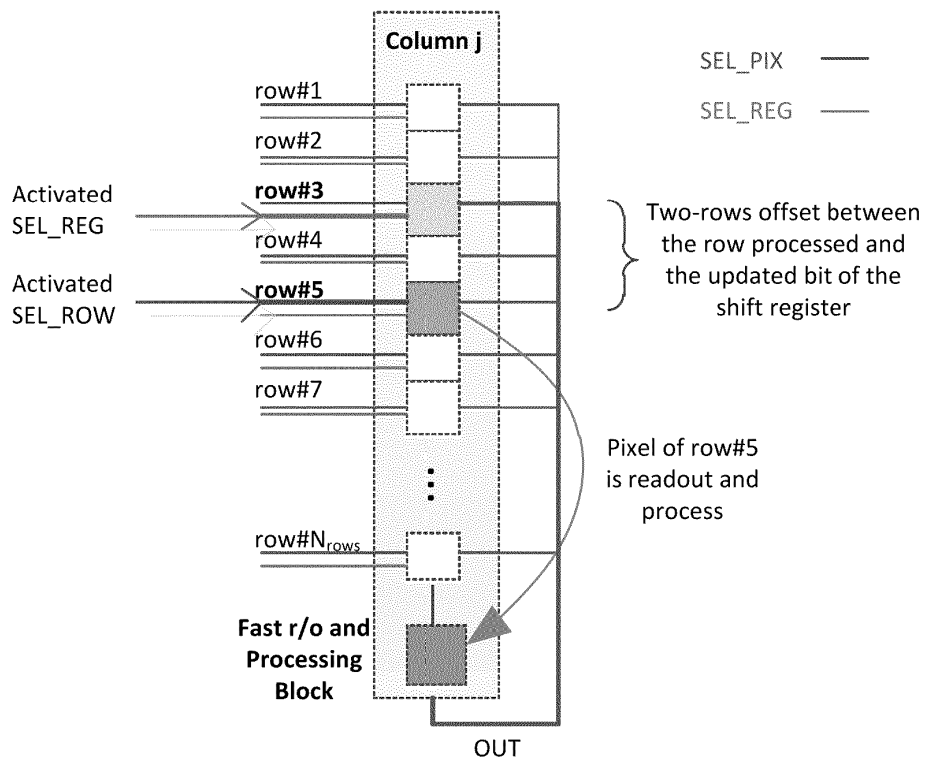 Column j
SEL_PIX
SEL_REG
row#1
row#2
row#3
row#4
row#5
row#6
row#7
row#Nrows
Activated
SEL_REG
Activated
SEL_ROW
Two-rows offset between
the row processed and
the updated bit of the
shift register
Pixel of row#5
is readout and
process
Fast r/o and
Processing
Block
OUT